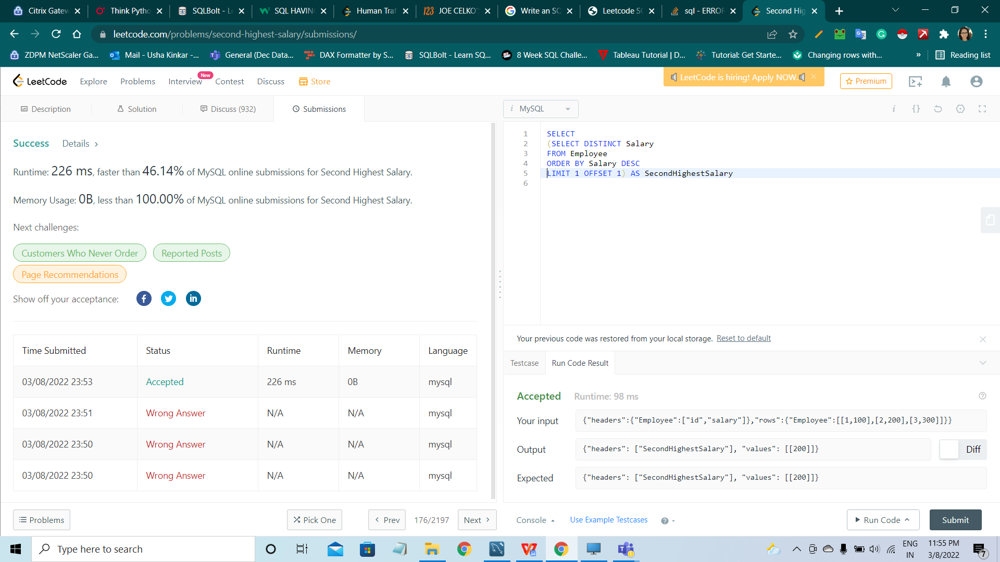 Citrix Gatew
Think Pytho
SQLBolt - Le
SQL HAVIN
Human Traf
JOE CELKO'
Write an SQ
Leetcode SQ
sql - ERROR
Second Hig
leetcode.com/problems/second-highest-salary/submissions/
ZDPM NetScaler Ga...
Mail - Usha Kinkar -...
General (Dec Data...
DAX Formatter by S...
SQLBolt - Learn SQ...
8 Week SQL Challe...
Tableau Tutorial | D...
Tutorial: Get Starte...
Changing rows with...
»
Reading list
LeetCode
Explore
Problems
Interview
New
Contest
Discuss
Store
LeetCode is hiring! Apply NOW.
Premium
Description
Solution
Discuss (932)
Submissions
i MySQL
Success
Details >
Runtime: 226 ms, faster than 46.14% of MySQL online submissions for Second Highest Salary.
Memory Usage: 0B, less than 100.00% of MySQL online submissions for Second Highest Salary.
Next challenges:
Customers Who Never Order
Reported Posts
Page Recommendations
Show off your acceptance:
Time Submitted Status Runtime Memory Language
03/08/2022 23:53 Accepted 226 ms 0B mysql
03/08/2022 23:51 Wrong Answer N/A N/A mysql
03/08/2022 23:50 Wrong Answer N/A N/A mysql
03/08/2022 23:50 Wrong Answer N/A N/A mysql
1 SELECT
2 (SELECT DISTINCT Salary
3 FROM Employee
4 ORDER BY Salary DESC
5 LIMIT 1 OFFSET 1) AS SecondHighestSalary
6
Your previous code was restored from your local storage. Reset to default
Testcase
Run Code Result
Accepted Runtime: 98 ms
Your input {"headers":{"Employee":["id","salary"]},"rows":{"Employee":[[1,100],[2,200],[3,300]]}}
Output {"headers": ["SecondHighestSalary"], "values": [[200]]}
Diff
Expected {"headers": ["SecondHighestSalary"], "values": [[200]]}
Problems
Pick One
< Prev
176/2197
Next >
Console
Use Example Testcases
Run Code
Submit
Type here to search
ENG
IN
11:55 PM
3/8/2022
7